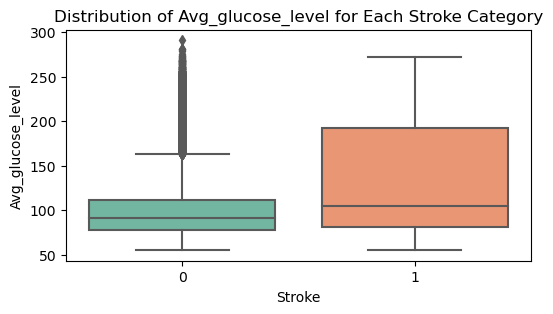 Distribution of Avg_glucose_level for Each Stroke Category
300
250
200
150
100
50
Avg_glucose_level
0
1
Stroke